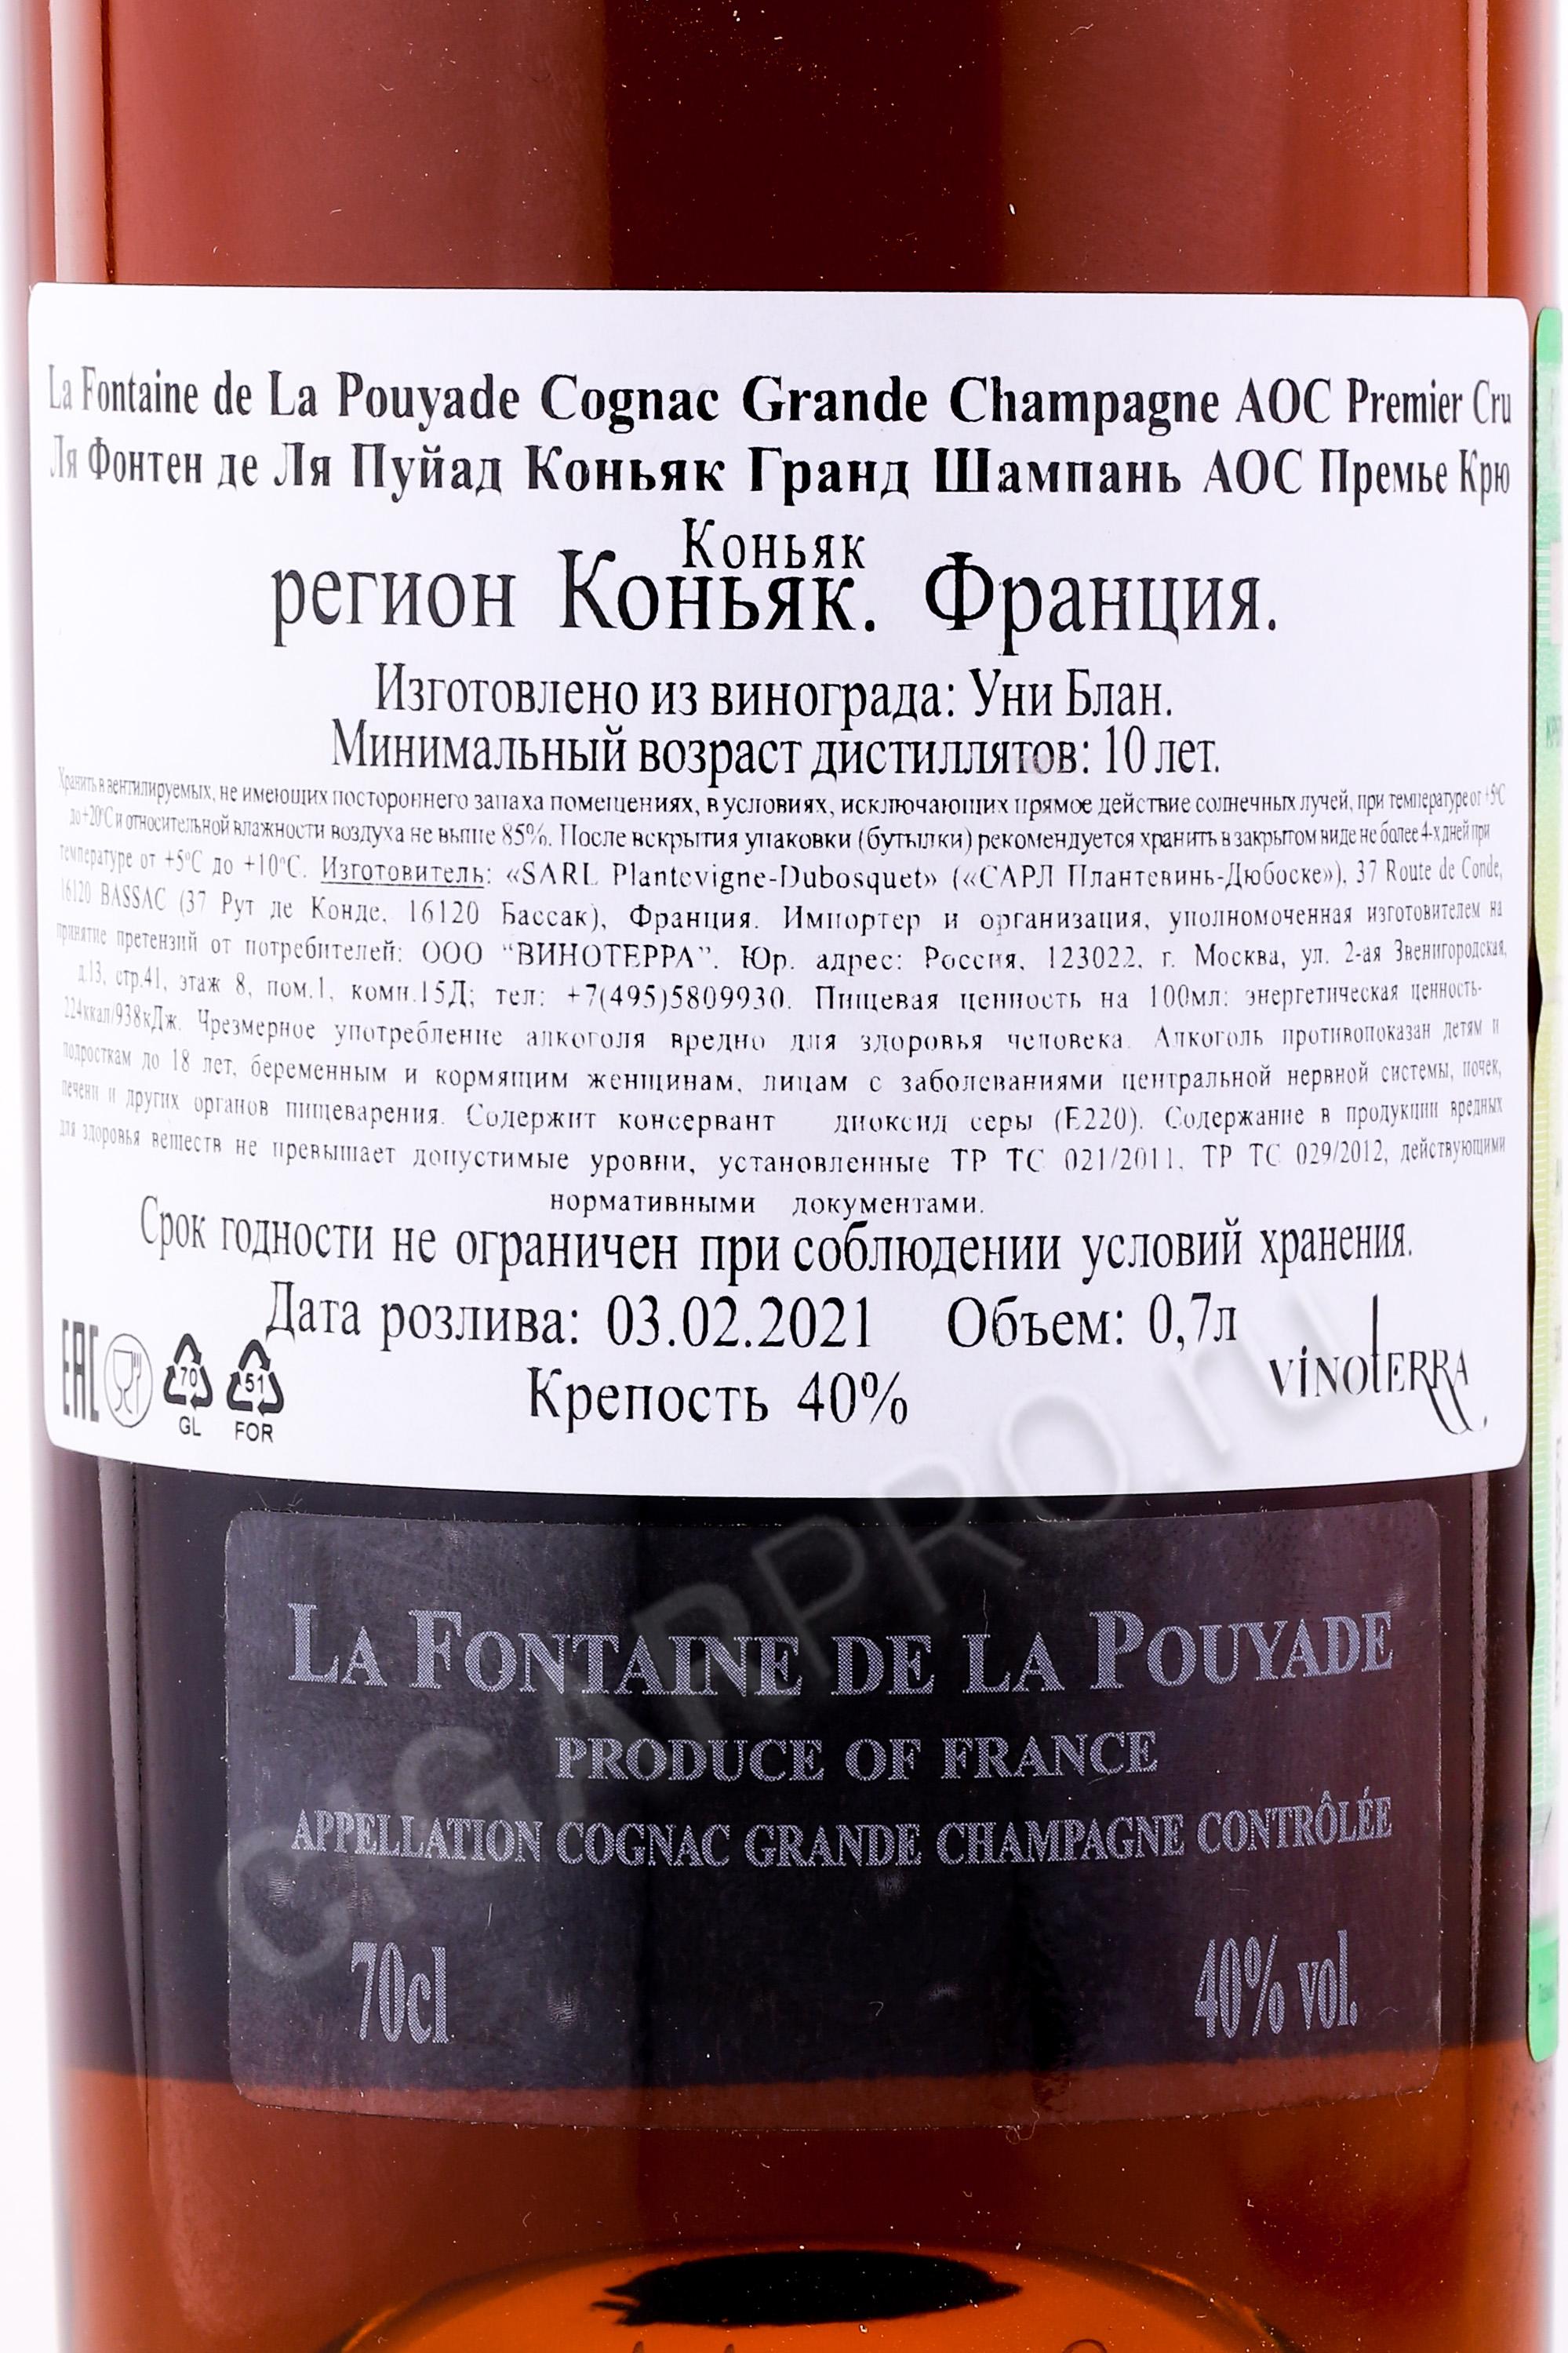 La Fontaine de La Pouyade Cognac Grande Champagne AOC Premier Cru
Ля Фонтен де Ля Пуйад Коньяк Гранд Шампань АОС Премье Крю
Коньяк
регион Коньяк. Франция.
Изготовлено из винограда: Уни Блан.
Минимальный возраст дистиллятов: 10 лет.
Хранить в вентилируемых, не имеющих постороннего запаха помещениях, в условиях, исключающих прямое действие солнечных лучей, при температуре от +5°С
до +20°С и относительной влажности воздуха не выше 85%. После вскрытия упаковки (бутылки) рекомендуется хранить в закрытом виде не более 4-х дней при
температуре от +5°С до +10°С. Изготовитель: «SARL Plantevigne-Dubosquet» («САРЛ Плантевинь-Дюбоске»), 37 Route de Conde,
16120 BASSAC (37 Рут де Конде, 16120 Бассак), Франция. Импортер и организация, уполномоченная изготовителем на
принятие претензий от потребителей: ООО “ВИНОТЕРРА”. Юр. адрес: Россия, 123022, г. Москва, ул. 2-ая Звенигородская,
д.13, стр.41, этаж 8, пом.1, комн.15Д; тел: +7(495)5809930. Пищевая ценность на 100мл: энергетическая ценность-
224ккал/938кДж. Чрезмерное употребление алкоголя вредно для здоровья человека. Алкоголь противопоказан детям и
подросткам до 18 лет, беременным и кормящим женщинам, лицам с заболеваниями центральной нервной системы, почек,
печени и других органов пищеварения. Содержит консервант диоксид серы (Е220). Содержание в продукции вредных
для здоровья веществ не превышает допустимые уровни, установленные ТР ТС 021/2011, ТР ТС 029/2012, действующими
нормативными документами.
Срок годности не ограничен при соблюдении условий хранения.
Дата розлива: 03.02.2021 Объем: 0,7л
Крепость 40%
EAC
70
GL
51
FOR
VINOTERRA
CIGARPRO.ru
LA FONTAINE DE LA POUYADE
PRODUCE OF FRANCE
APPELLATION COGNAC GRANDE CHAMPAGNE CONTRÔLÉE
70cl 40% vol.